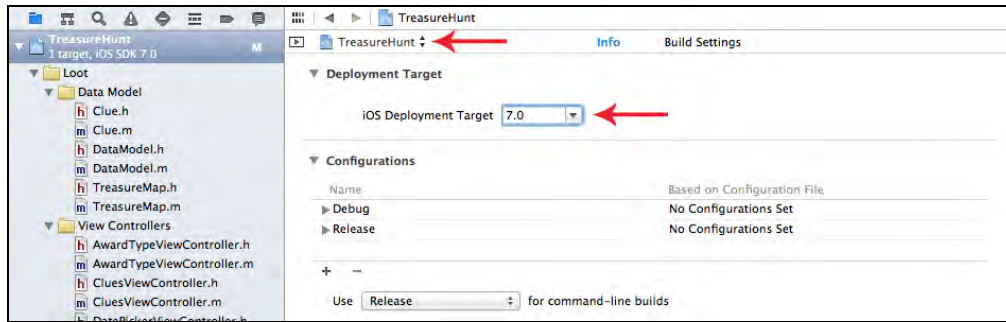 TreasureHunt
TreasureHunt
1 target, iOS SDK 7.0
M
TreasureHunt
Info
Build Settings
Loot
Data Model
h Clue.h
m Clue.m
h DataModel.h
m DataModel.m
h TreasureMap.h
m TreasureMap.m
View Controllers
h AwardTypeViewController.h
m AwardTypeViewController.m
h CluesViewController.h
m CluesViewController.m
h DatePickerViewController.h
Deployment Target
iOS Deployment Target 7.0
Configurations
Name
Based on Configuration File
Debug
No Configurations Set
Release
No Configurations Set
+ −
Use Release for command-line builds